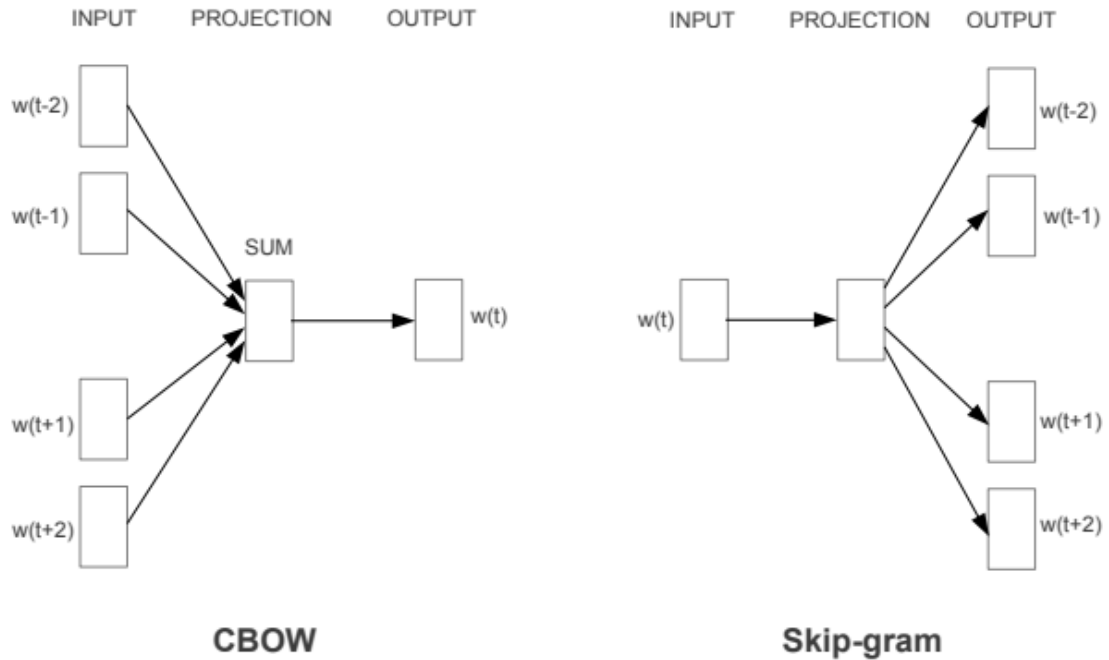 INPUT PROJECTION OUTPUT
w(t-2)
w(t-1)
SUM
w(t)
w(t+1)
w(t+2)
CBOW
INPUT PROJECTION OUTPUT
w(t-2)
w(t-1)
w(t)
w(t+1)
w(t+2)
Skip-gram